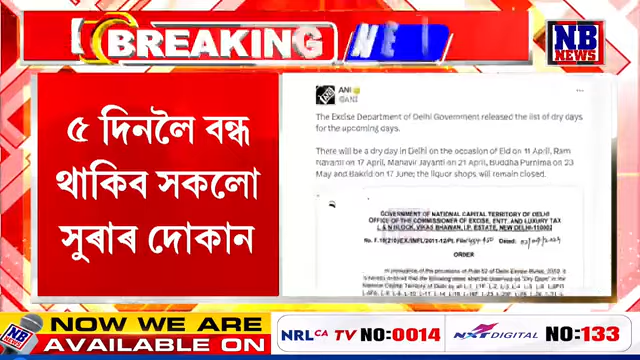 BREAKING NE
NB
NEWS
৫ দিনলৈ বন্ধ
থাকিব সকলো
সুৰাৰ দোকান
ANI
@ANI
The Excise Department of Delhi Government released the list of dry days
for the upcoming days.
There will be a dry day in Delhi on the occasion of Eid on 11 April, Ram
Navami on 17 April, Mahavir Jayanti on 21 April, Buddha Purnima on 23
May and Bakrid on 17 June; the liquor shops will remain closed.
GOVERNMENT OF NATIONAL CAPITAL TERRITORY OF DELHI
OFFICE OF THE COMMISSIONER OF EXCISE, ENTT. AND LUXURY TAX
L & N BLOCK, VIKAS BHAWAN, I.P. ESTATE, NEW DELHI-110002
ORDER
NB
NEWS
NOW WE ARE
AVAILABLE ON
NRL CA TV NO:0014
NXT DIGITAL NO:133